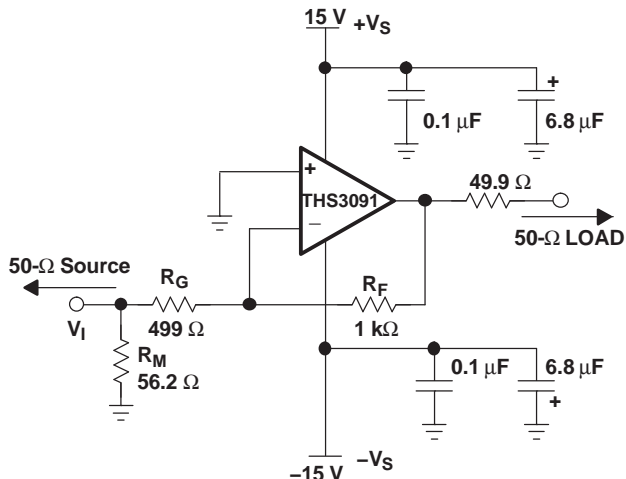 15 V +VS
+
0.1 μF 6.8 μF
+
THS3091
−
49.9 Ω
50-Ω LOAD
50-Ω Source
RG
RF
VI
499 Ω
1 kΩ
RM
56.2 Ω
0.1 μF 6.8 μF
+
−VS
−15 V